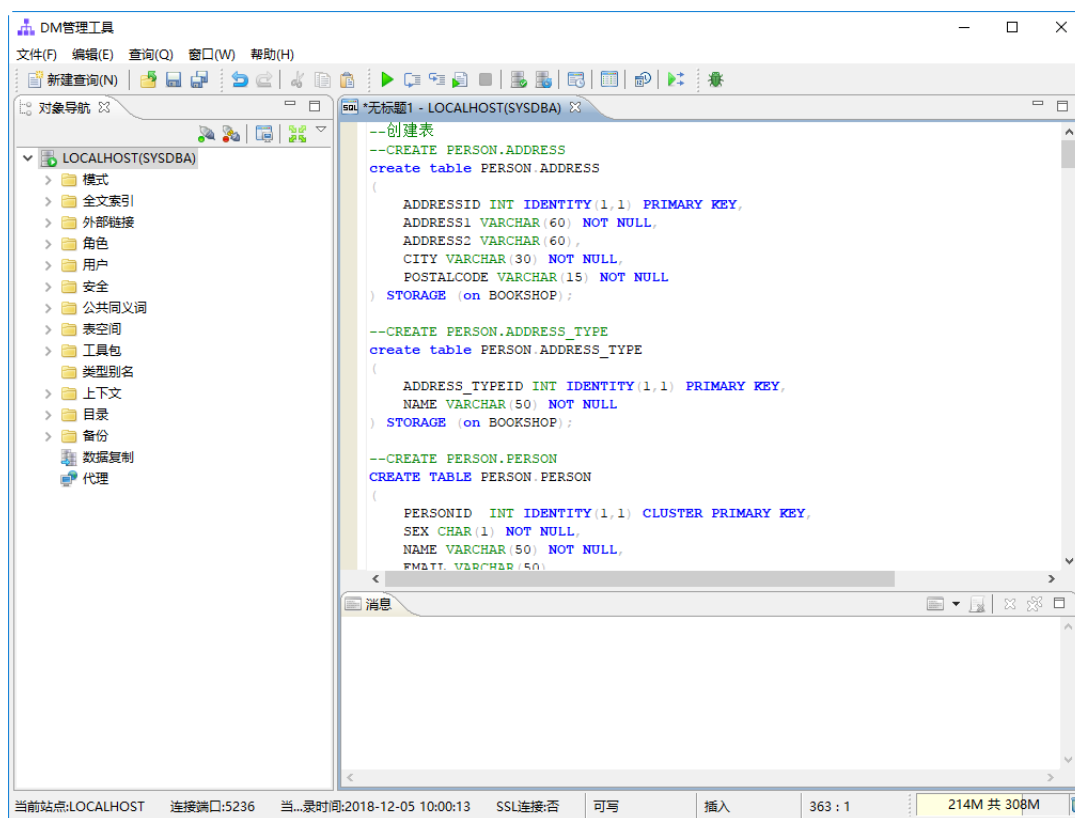 DM管理工具
文件(F) 编辑(E) 查询(Q) 窗口(W) 帮助(H)
新建查询(N)
对象导航
*无标题1 - LOCALHOST(SYSDBA)
LOCALHOST(SYSDBA)
模式
全文索引
外部链接
角色
用户
安全
公共同义词
表空间
工具包
类型别名
上下文
目录
备份
数据复制
代理
--创建表
--CREATE PERSON.ADDRESS
create table PERSON.ADDRESS
(
ADDRESSID INT IDENTITY(1,1) PRIMARY KEY,
ADDRESS1 VARCHAR(60) NOT NULL,
ADDRESS2 VARCHAR(60),
CITY VARCHAR(30) NOT NULL,
POSTALCODE VARCHAR(15) NOT NULL
) STORAGE (on BOOKSHOP);
--CREATE PERSON.ADDRESS_TYPE
create table PERSON.ADDRESS_TYPE
(
ADDRESS_TYPEID INT IDENTITY(1,1) PRIMARY KEY,
NAME VARCHAR(50) NOT NULL
) STORAGE (on BOOKSHOP);
--CREATE PERSON.PERSON
CREATE TABLE PERSON.PERSON
(
PERSONID INT IDENTITY(1,1) CLUSTER PRIMARY KEY,
SEX CHAR(1) NOT NULL,
NAME VARCHAR(50) NOT NULL,
EMAIL VARCHAR(50)
消息
当前站点:LOCALHOST 连接端口:5236 当...录时间:2018-12-05 10:00:13 SSL连接:否 可写 插入 363 : 1 214M 共 308M